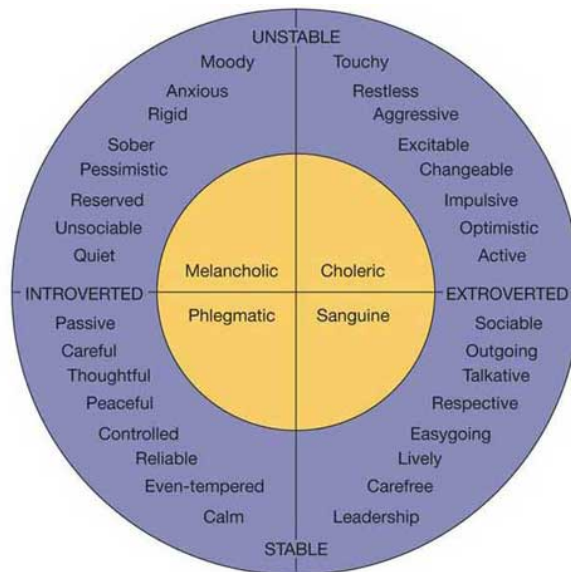 UNSTABLE
Moody
Touchy
Anxious
Restless
Rigid
Aggressive
Sober
Excitable
Pessimistic
Changeable
Reserved
Impulsive
Unsociable
Optimistic
Quiet
Active
Melancholic
Choleric
INTROVERTED
EXTROVERTED
Phlegmatic
Sanguine
Passive
Sociable
Careful
Outgoing
Thoughtful
Talkative
Peaceful
Respective
Controlled
Easygoing
Reliable
Lively
Even-tempered
Carefree
Calm
Leadership
STABLE